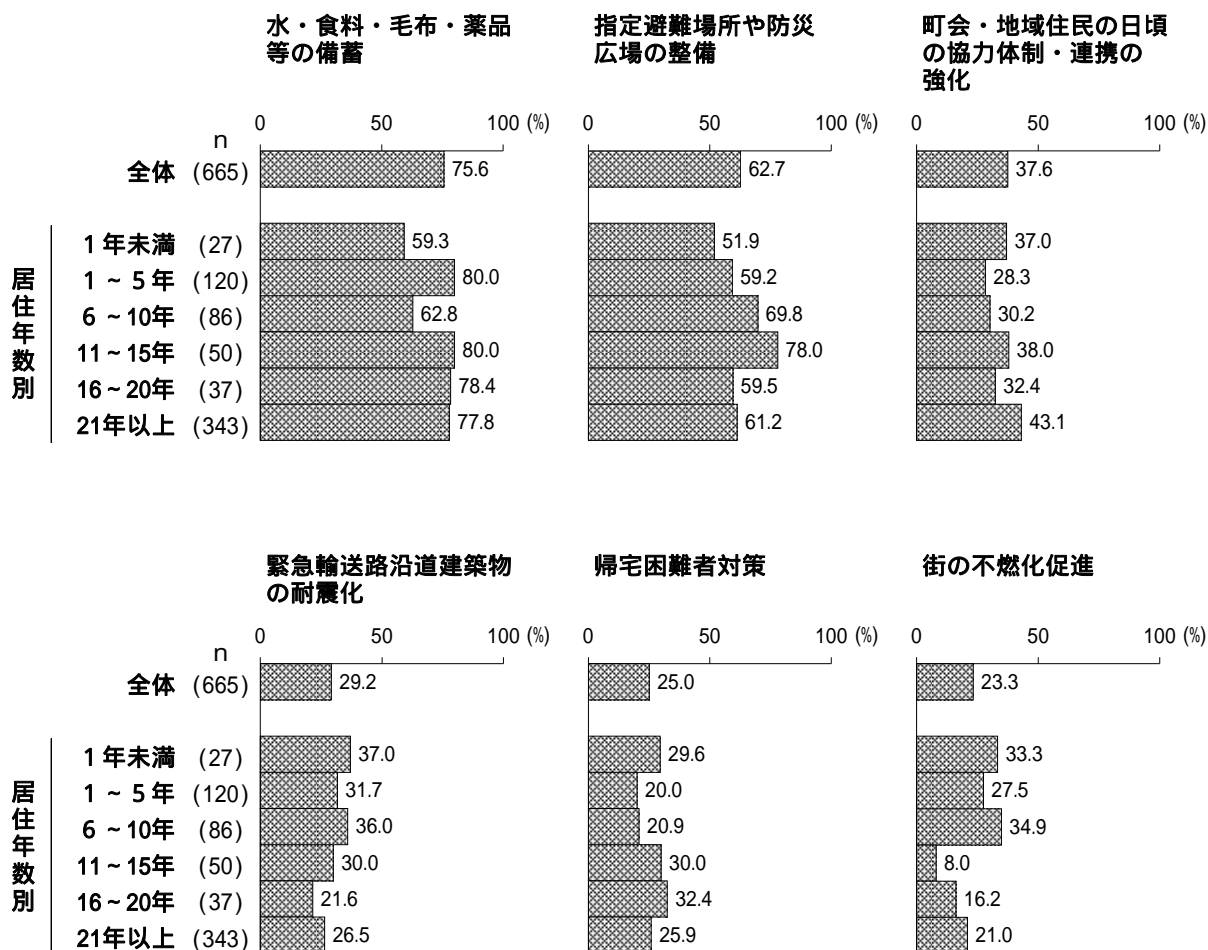 水・食料・毛布・薬品
等の備蓄
指定避難場所や防災
広場の整備
町会・地域住民の日頃
の協力体制・連携の
強化
n
0 50 100 (%)
0 50 100 (%)
0 50 100 (%)
全体 (665) 75.6 62.7 37.6
居住年数別
1年未満 (27) 59.3 51.9 37.0
1～5年 (120) 80.0 59.2 28.3
6～10年 (86) 62.8 69.8 30.2
11～15年 (50) 80.0 78.0 38.0
16～20年 (37) 78.4 59.5 32.4
21年以上 (343) 77.8 61.2 43.1
緊急輸送路沿道建築物
の耐震化
帰宅困難者対策
街の不燃化促進
n
0 50 100 (%)
0 50 100 (%)
0 50 100 (%)
全体 (665) 29.2 25.0 23.3
居住年数別
1年未満 (27) 37.0 29.6 33.3
1～5年 (120) 31.7 20.0 27.5
6～10年 (86) 36.0 20.9 34.9
11～15年 (50) 30.0 30.0 8.0
16～20年 (37) 21.6 32.4 16.2
21年以上 (343) 26.5 25.9 21.0